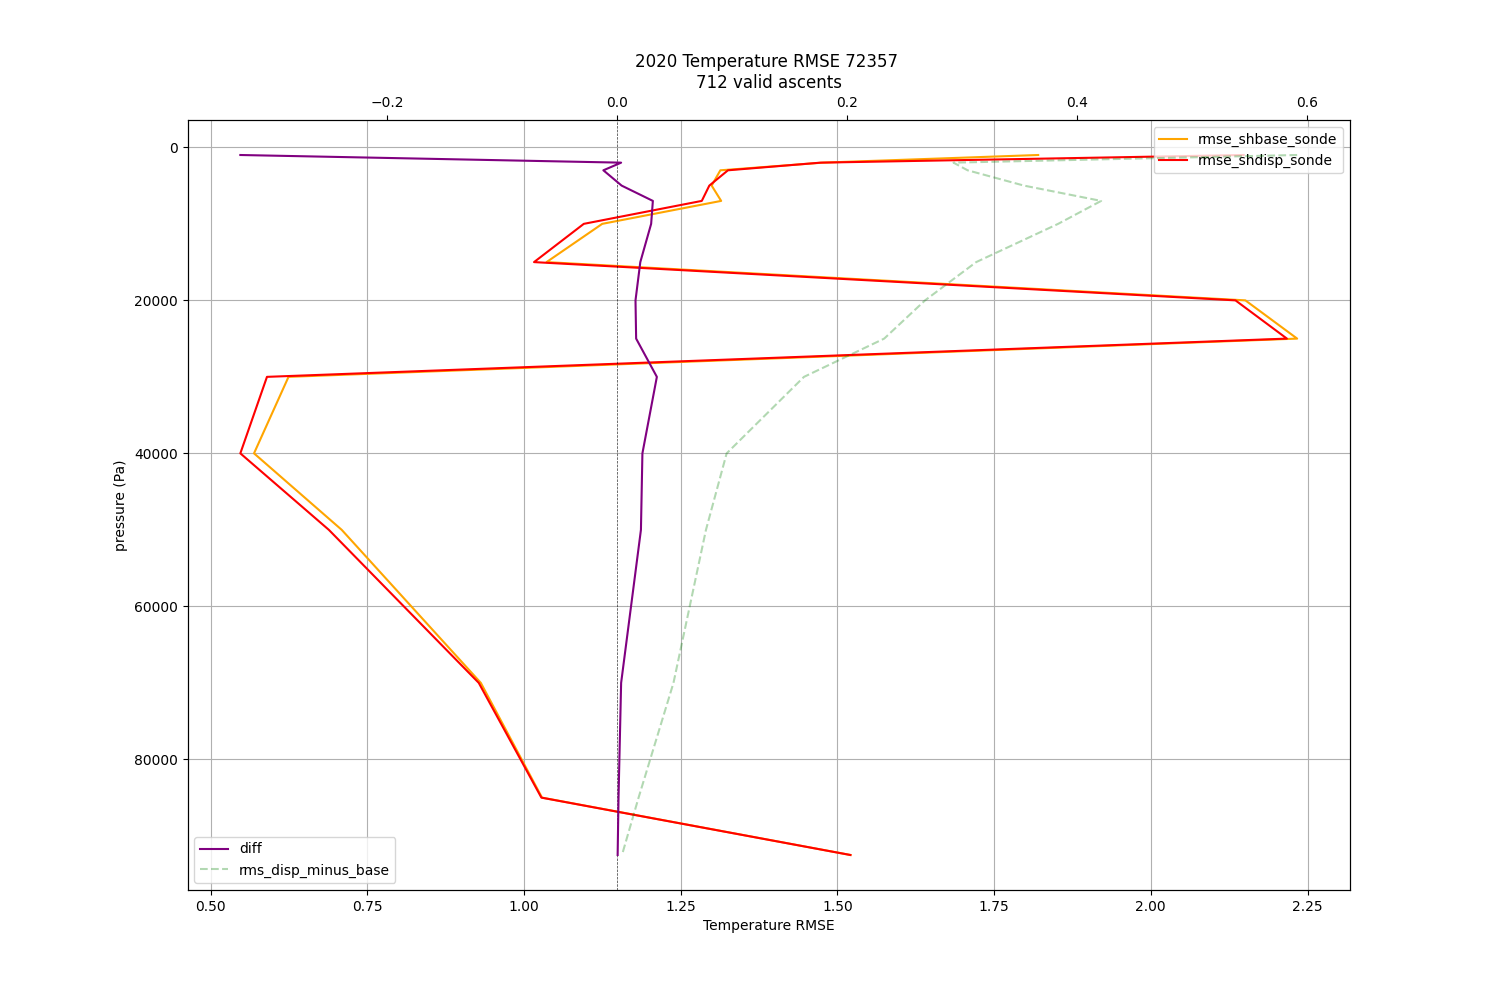 2020 Temperature RMSE 72357
712 valid ascents
−0.2 0.0 0.2 0.4 0.6
rmse_shbase_sonde
rmse_shdisp_sonde
0
20000
40000
60000
80000
pressure (Pa)
diff
rms_disp_minus_base
0.50 0.75 1.00 1.25 1.50 1.75 2.00 2.25
Temperature RMSE